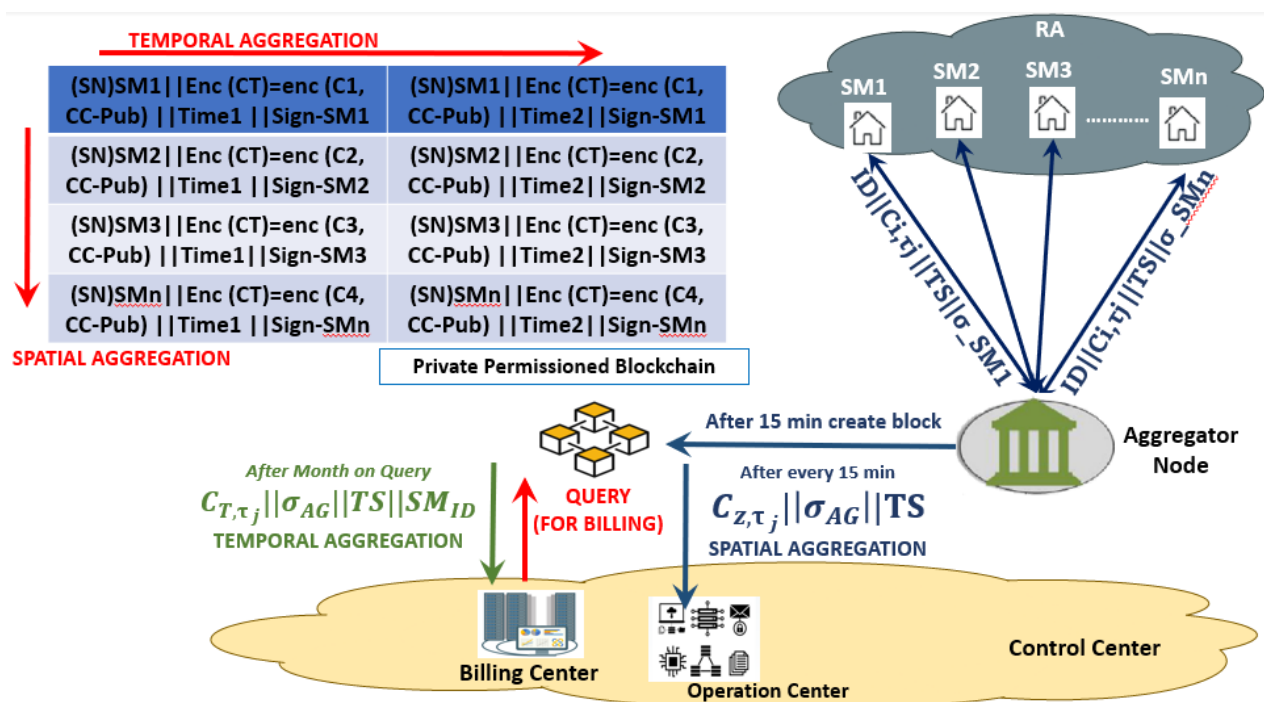 TEMPORAL AGGREGATION
(SN)SM1||Enc (CT)=enc (C1,
CC-Pub) ||Time1 ||Sign-SM1
(SN)SM1||Enc (CT)=enc (C1,
CC-Pub) ||Time2||Sign-SM1
(SN)SM2||Enc (CT)=enc (C2,
CC-Pub) ||Time1 ||Sign-SM2
(SN)SM2||Enc (CT)=enc (C2,
CC-Pub) ||Time2||Sign-SM2
(SN)SM3||Enc (CT)=enc (C3,
CC-Pub) ||Time1||Sign-SM3
(SN)SM3||Enc (CT)=enc (C3,
CC-Pub) ||Time2||Sign-SM3
(SN)SMn||Enc (CT)=enc (C4,
CC-Pub) ||Time1 ||Sign-SMn
(SN)SMn||Enc (CT)=enc (C4,
CC-Pub) ||Time2||Sign-SMn
SPATIAL AGGREGATION
Private Permissioned Blockchain
RA
SM1
SM2
SM3
SMn
.............
ID||Ci,τj||TS||σ_SM1
ID||Ci,τj||TS||σ_SMn
Aggregator
Node
After 15 min create block
After Month on Query
C_{T,τ_j}||σ_{AG}||TS||SM_{ID}
TEMPORAL AGGREGATION
QUERY
(FOR BILLING)
After every 15 min
C_{Z,τ_j}||σ_{AG}||TS
SPATIAL AGGREGATION
Billing Center
Operation Center
Control Center